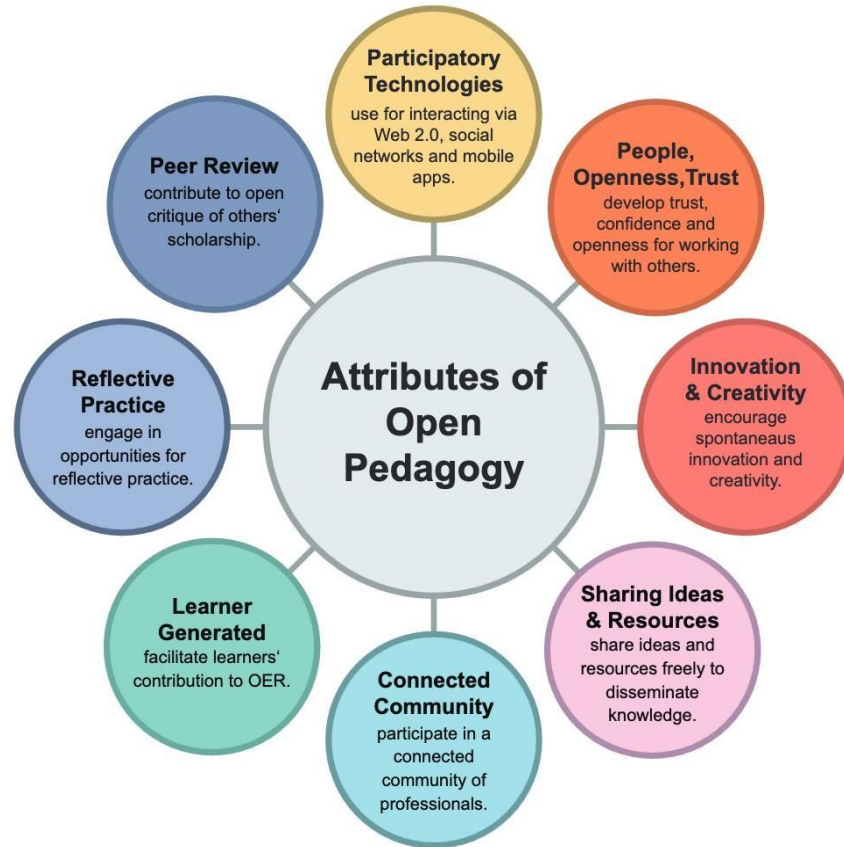 Participatory
Technologies
use for interacting via
Web 2.0, social
networks and mobile
apps.
People,
Openness,Trust
develop trust,
confidence and
openness for working
with others.
Innovation
& Creativity
encourage
spontaneaus
innovation and
creativity.
Sharing Ideas
& Resources
share ideas and
resources freely to
disseminate
knowledge.
Connected
Community
participate in a
connected
community of
professionals.
Learner
Generated
facilitate learners‘
contribution to OER.
Reflective
Practice
engage in
opportunities for
reflective practice.
Peer Review
contribute to open
critique of others‘
scholarship.
Attributes of
Open
Pedagogy